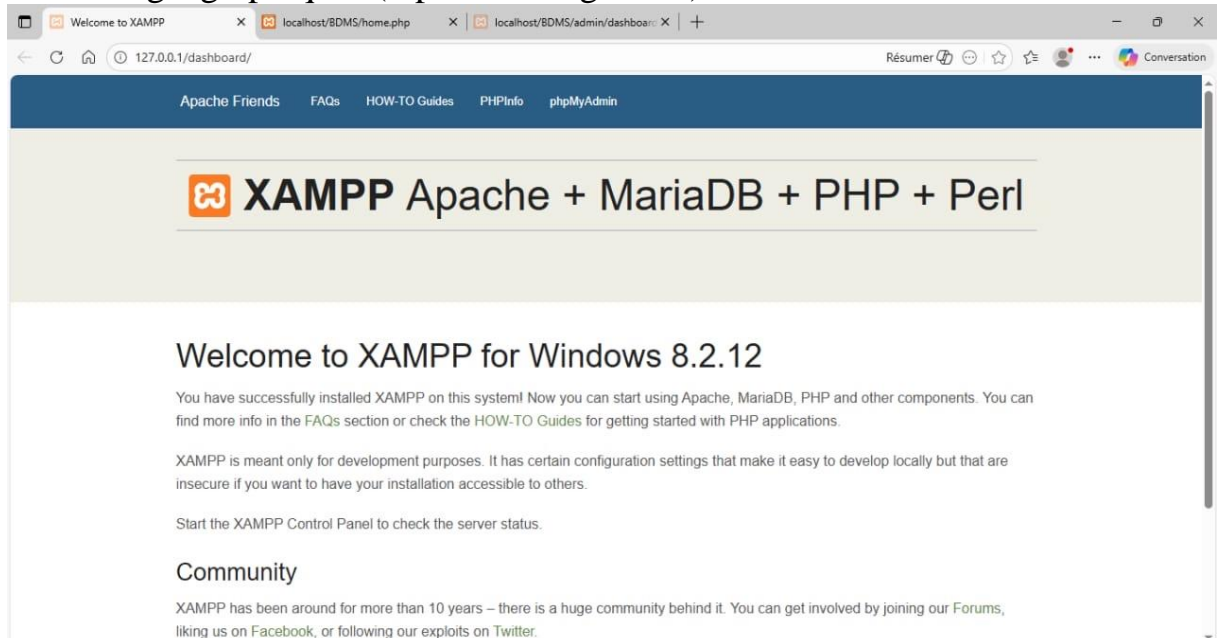 Welcome to XAMPP
localhost/BDMS/home.php
localhost/BDMS/admin/dashboar
127.0.0.1/dashboard/
Résumer
Conversation
Apache Friends FAQs HOW-TO Guides PHPInfo phpMyAdmin
XAMPP Apache + MariaDB + PHP + Perl
Welcome to XAMPP for Windows 8.2.12
You have successfully installed XAMPP on this system! Now you can start using Apache, MariaDB, PHP and other components. You can
find more info in the FAQs section or check the HOW-TO Guides for getting started with PHP applications.
XAMPP is meant only for development purposes. It has certain configuration settings that make it easy to develop locally but that are
insecure if you want to have your installation accessible to others.
Start the XAMPP Control Panel to check the server status.
Community
XAMPP has been around for more than 10 years – there is a huge community behind it. You can get involved by joining our Forums,
liking us on Facebook, or following our exploits on Twitter.